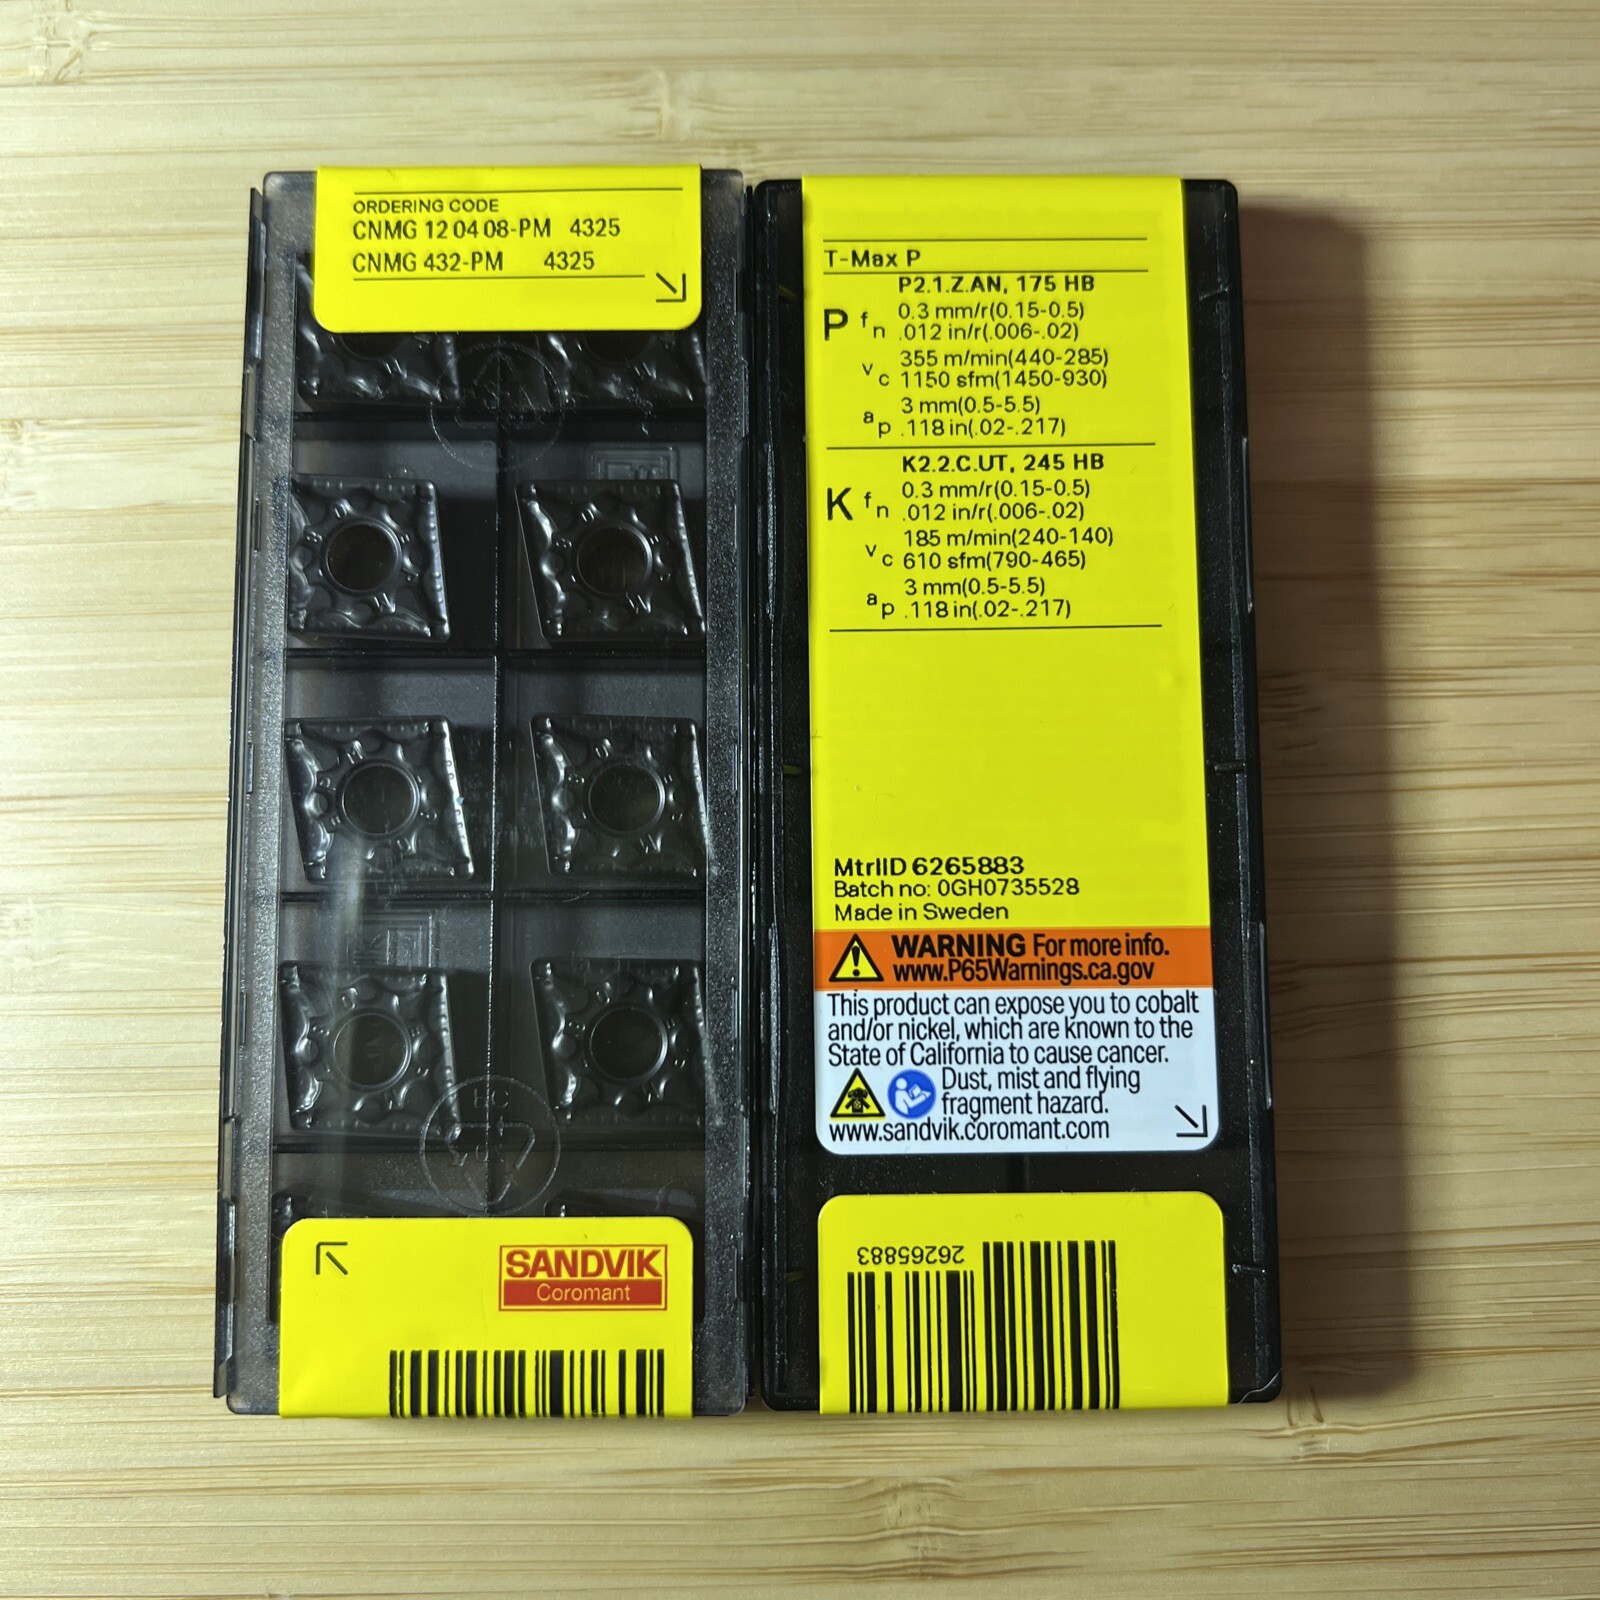 ORDERING CODE
CNMG 12 04 08-PM 4325
CNMG 432-PM 4325
SANDVIK
Coromant
T-Max P
P2.1.Z.AN, 175 HB
P fn 0.3 mm/r(0.15-0.5)
.012 in/r(.006-.02)
vc 355 m/min(440-285)
1150 sfm(1450-930)
ap 3 mm(0.5-5.5)
.118 in(.02-.217)
K2.2.C.UT, 245 HB
K fn 0.3 mm/r(0.15-0.5)
.012 in/r(.006-.02)
vc 185 m/min(240-140)
610 sfm(790-465)
ap 3 mm(0.5-5.5)
.118 in(.02-.217)
MtrlID 6265883
Batch no: 0GH0735528
Made in Sweden
WARNING For more info.
www.P65Warnings.ca.gov
This product can expose you to cobalt
and/or nickel, which are known to the
State of California to cause cancer.
Dust, mist and flying
fragment hazard.
www.sandvik.coromant.com
26265883